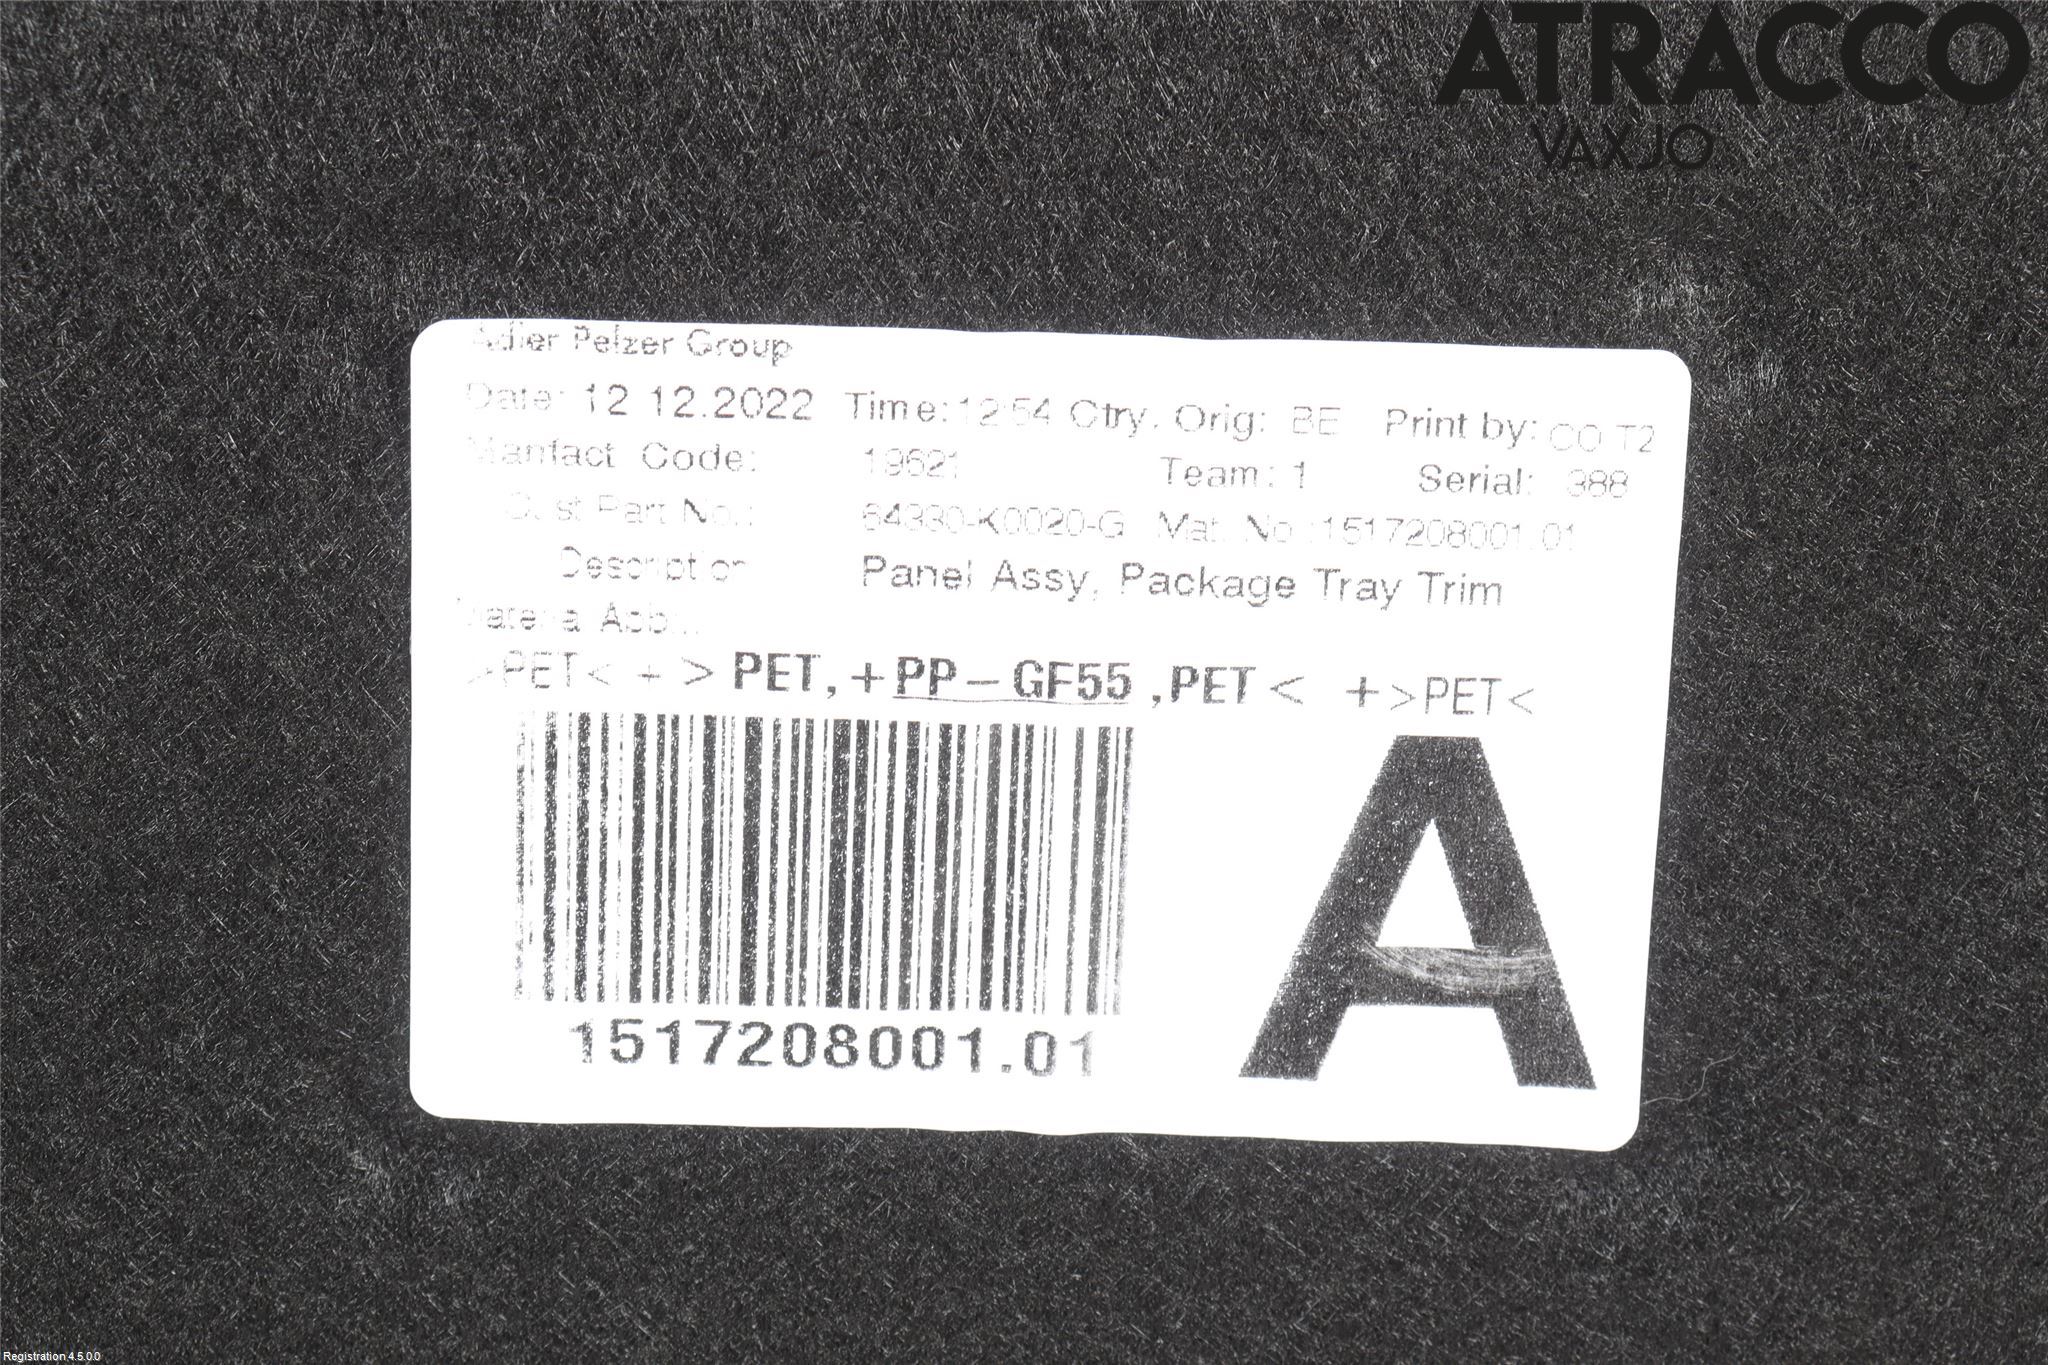 ATRACCO
VAXJO
Adler Pelzer Group
Date: 12 12.2022 Time: 12:54 Ctry. Orig: BE Print by: CO T2
Manfact Code: 19621 Team: 1 Serial: 388
Cust Part No.: 64330-K0020-G Mat. No.: 1517208001.01
Description Panel Assy, Package Tray Trim
Material Abb.:
>PET< + > PET,+PP-GF55 ,PET < +>PET<
1517208001.01
A
Registration 4.5.0.0